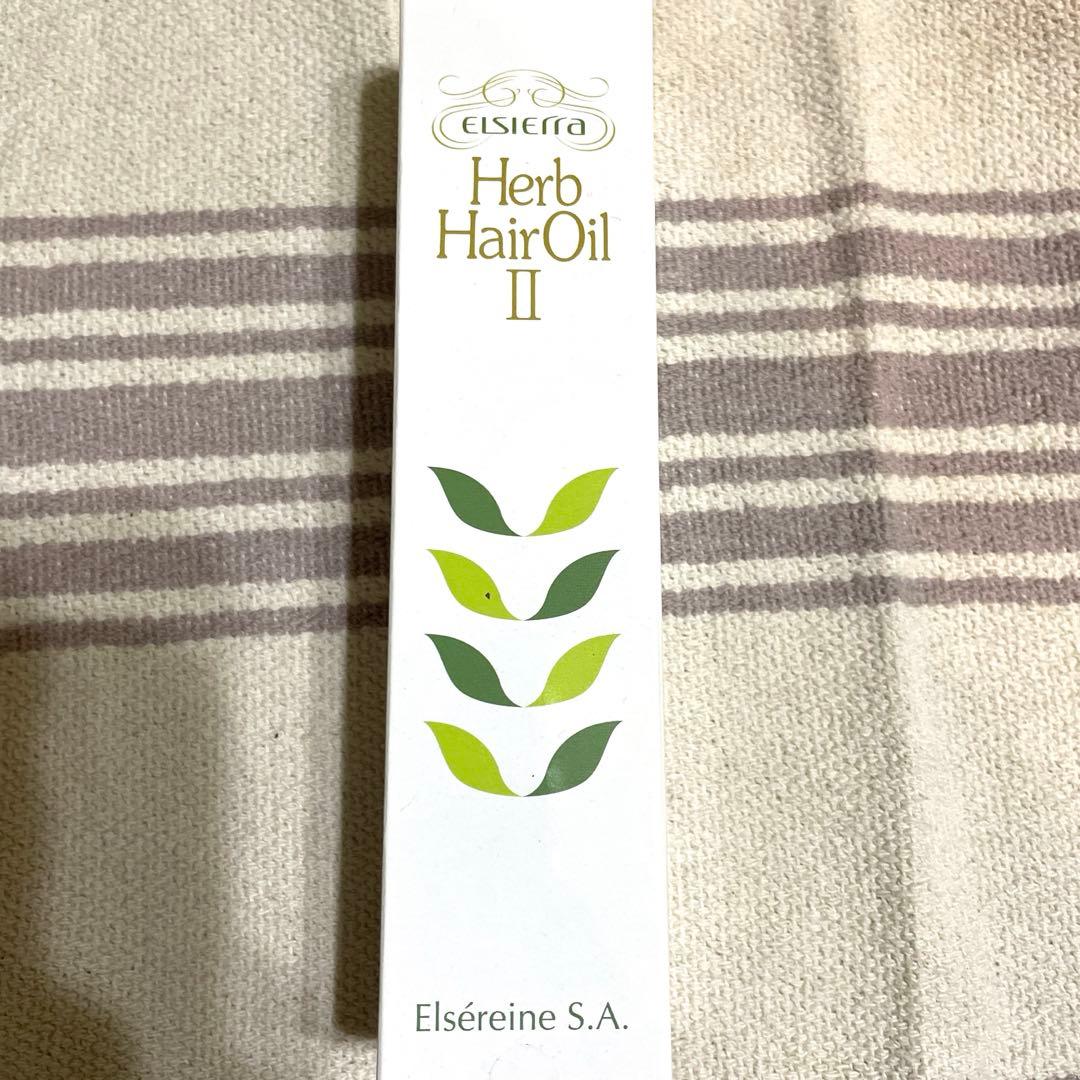 ELSIERRA
Herb
Hair Oil
II
Elséreine S.A.